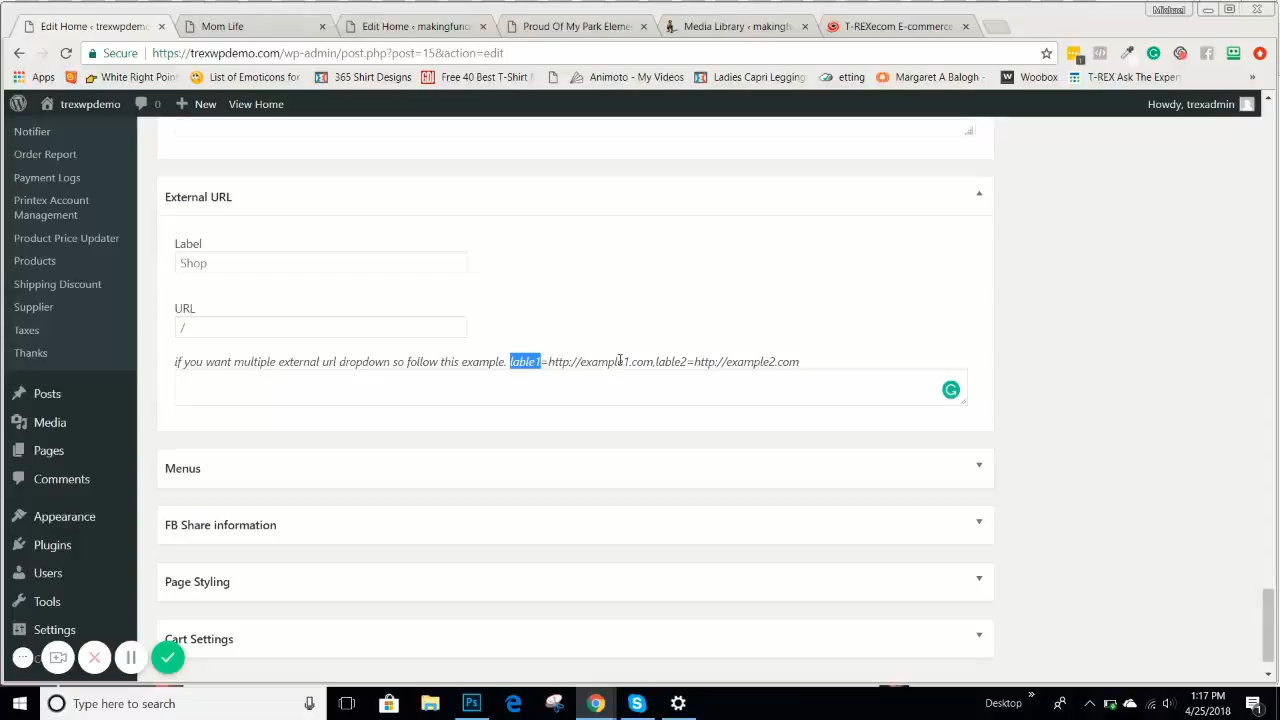 Michael
Edit Home ‹ trexwpdemo
Mom Life
Edit Home ‹ makingfunsh
Proud Of My Park Eleme
Media Library ‹ makingf
T-REXecom E-commerce
Secure
https://trexwpdemo.com/wp-admin/post.php?post=15&action=edit
Apps
White Right Poin
List of Emoticons for
365 Shirt Designs
Free 40 Best T-Shirt
Animoto - My Videos
Ladies Capri Legging
etting
Margaret A Balogh -
Woobox
T-REX Ask The Exper
»
trexwpdemo
0
New
View Home
Howdy, trexadmin
Notifier
Order Report
Payment Logs
Printex Account
Management
Product Price Updater
Products
Shipping Discount
Supplier
Taxes
Thanks
Posts
Media
Pages
Comments
Appearance
Plugins
Users
Tools
Settings
External URL
Label
Shop
URL
/
if you want multiple external url dropdown so follow this example. lable1=http://example1.com,lable2=http://example2.com
Menus
FB Share information
Page Styling
Cart Settings
Type here to search
Desktop
»
1:17 PM
4/25/2018